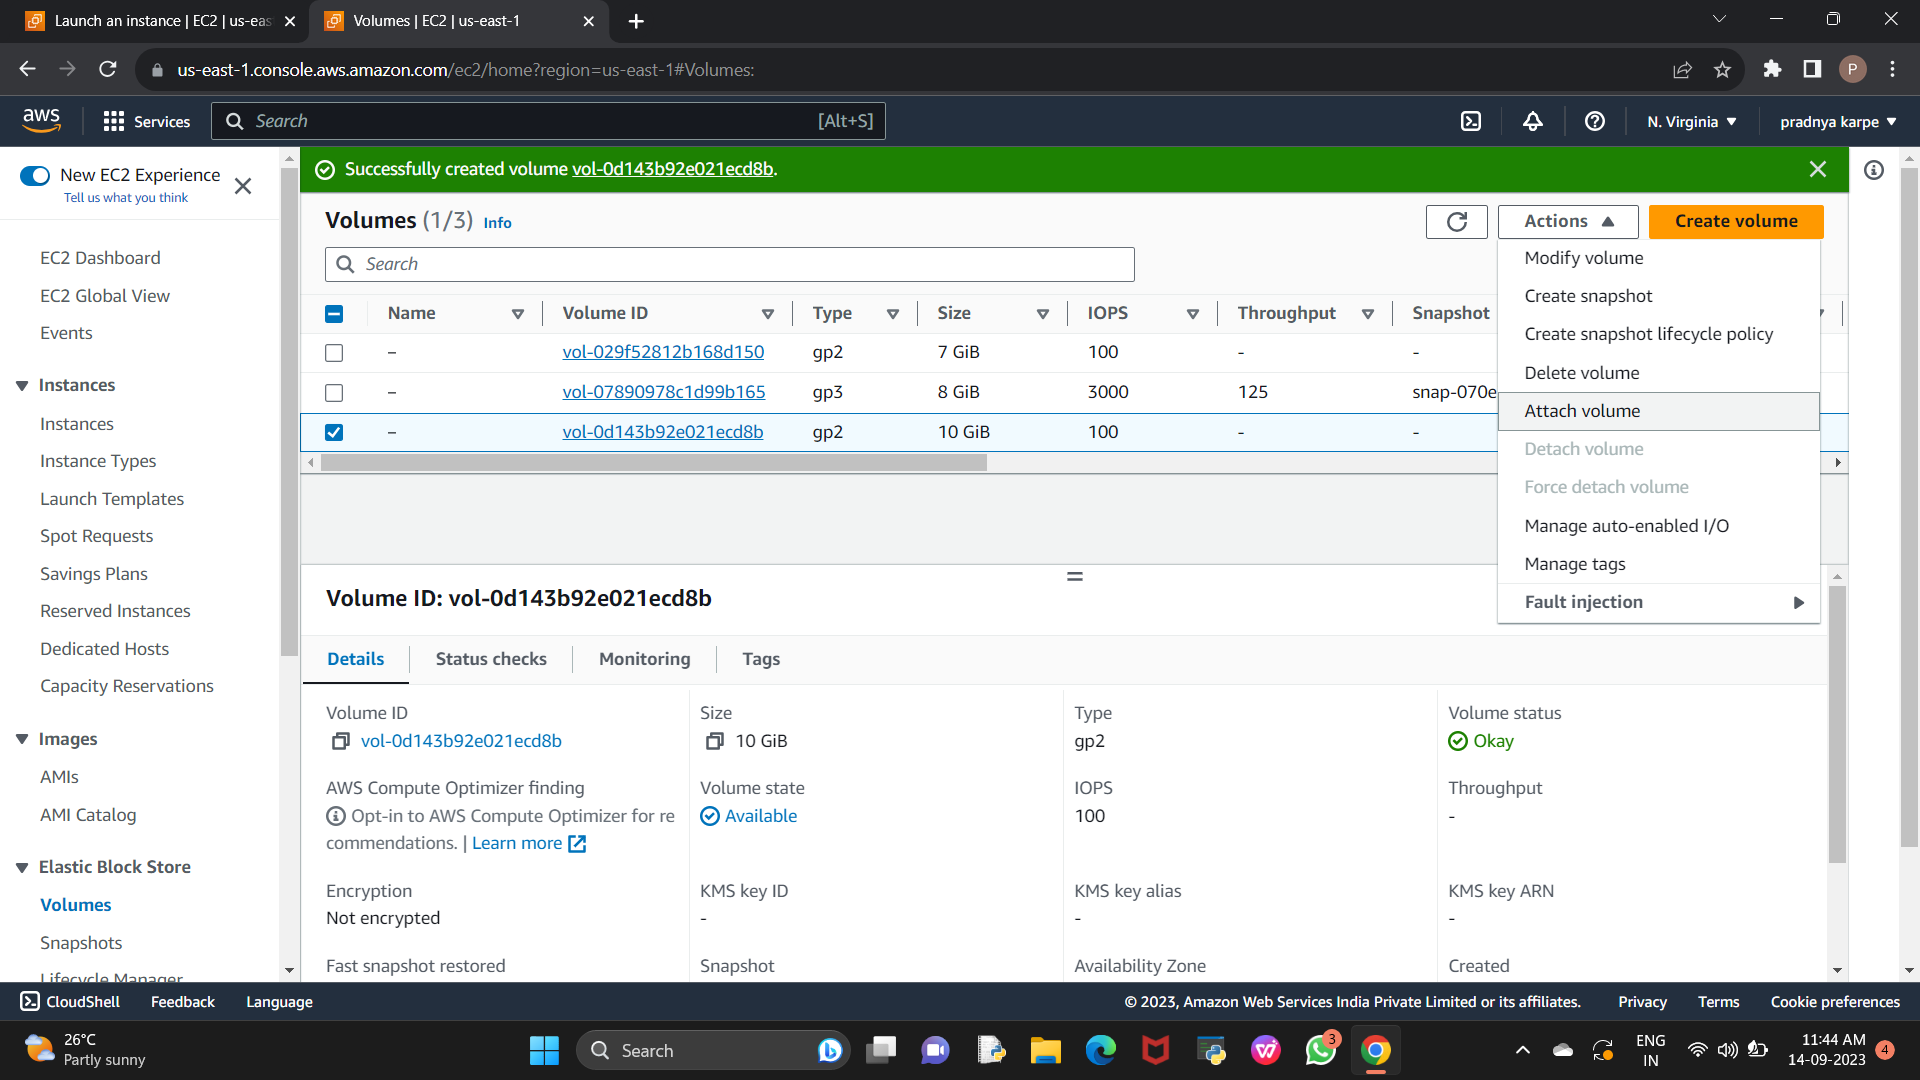 Launch an instance | EC2 | us-eas
Volumes | EC2 | us-east-1
us-east-1.console.aws.amazon.com/ec2/home?region=us-east-1#Volumes:
P
aws
Services
Search
[Alt+S]
N. Virginia
pradnya karpe
New EC2 Experience
Tell us what you think
EC2 Dashboard
EC2 Global View
Events
Instances
Instances
Instance Types
Launch Templates
Spot Requests
Savings Plans
Reserved Instances
Dedicated Hosts
Capacity Reservations
Images
AMIs
AMI Catalog
Elastic Block Store
Volumes
Snapshots
Lifecycle Manager
Successfully created volume vol-0d143b92e021ecd8b.
Volumes (1/3) Info
Actions
Create volume
Search
Name Volume ID Type Size IOPS Throughput Snapshot
– vol-029f52812b168d150 gp2 7 GiB 100 - -
– vol-07890978c1d99b165 gp3 8 GiB 3000 125 snap-070e
– vol-0d143b92e021ecd8b gp2 10 GiB 100 - -
Modify volume
Create snapshot
Create snapshot lifecycle policy
Delete volume
Attach volume
Detach volume
Force detach volume
Manage auto-enabled I/O
Manage tags
Fault injection
Volume ID: vol-0d143b92e021ecd8b
Details Status checks Monitoring Tags
Volume ID
vol-0d143b92e021ecd8b
Size
10 GiB
Type
gp2
Volume status
Okay
AWS Compute Optimizer finding
Opt-in to AWS Compute Optimizer for re
commendations. | Learn more
Volume state
Available
IOPS
100
Throughput
-
Encryption
Not encrypted
KMS key ID
-
KMS key alias
-
KMS key ARN
-
Fast snapshot restored
Snapshot
Availability Zone
Created
CloudShell Feedback Language
© 2023, Amazon Web Services India Private Limited or its affiliates. Privacy Terms Cookie preferences
26°C
Partly sunny
Search
3
ENG
IN
11:44 AM
14-09-2023
4